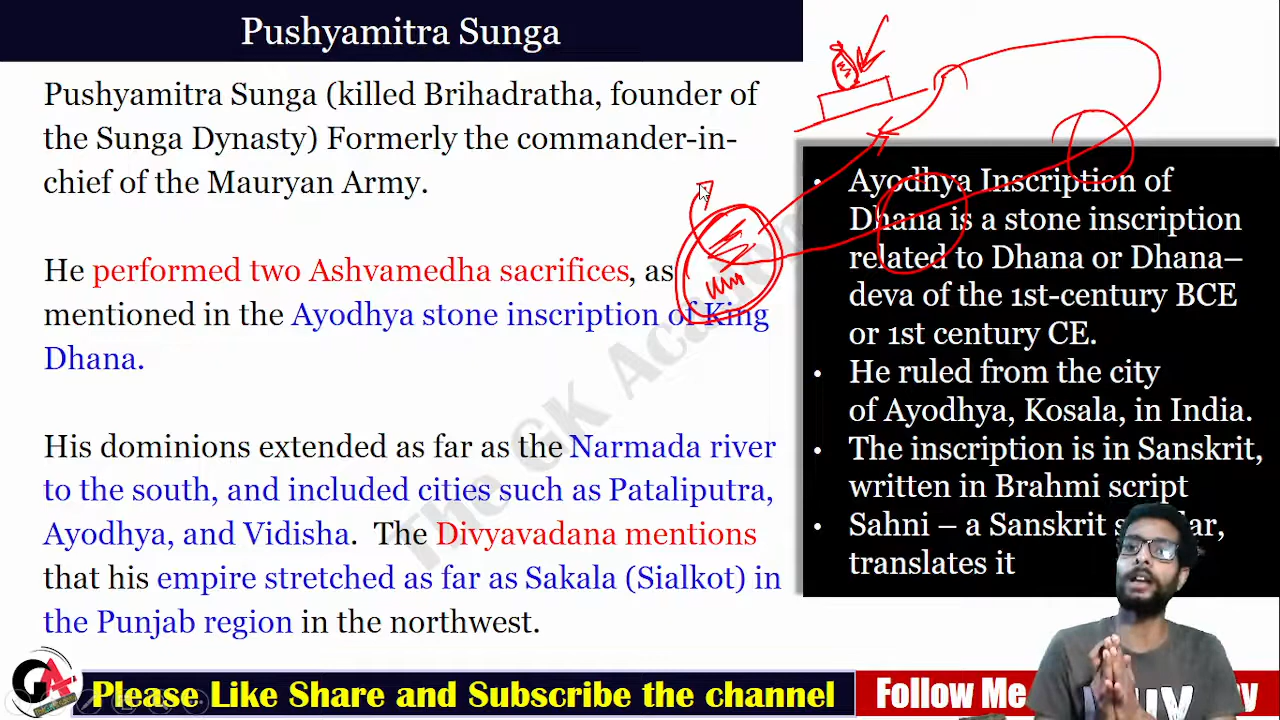 Pushyamitra Sunga
Pushyamitra Sunga (killed Brihadratha, founder of
the Sunga Dynasty) Formerly the commander-in-
chief of the Mauryan Army.
He performed two Ashvamedha sacrifices, as
mentioned in the Ayodhya stone inscription of King
Dhana.
His dominions extended as far as the Narmada river
to the south, and included cities such as Pataliputra,
Ayodhya, and Vidisha. The Divyavadana mentions
that his empire stretched as far as Sakala (Sialkot) in
the Punjab region in the northwest.
• Ayodhya Inscription of
Dhana is a stone inscription
related to Dhana or Dhana–
deva of the 1st-century BCE
or 1st century CE.
• He ruled from the city
of Ayodhya, Kosala, in India.
• The inscription is in Sanskrit,
written in Brahmi script
• Sahni – a Sanskrit
translates it
The GK Academy
GA
Please Like Share and Subscribe the channel
Follow Me